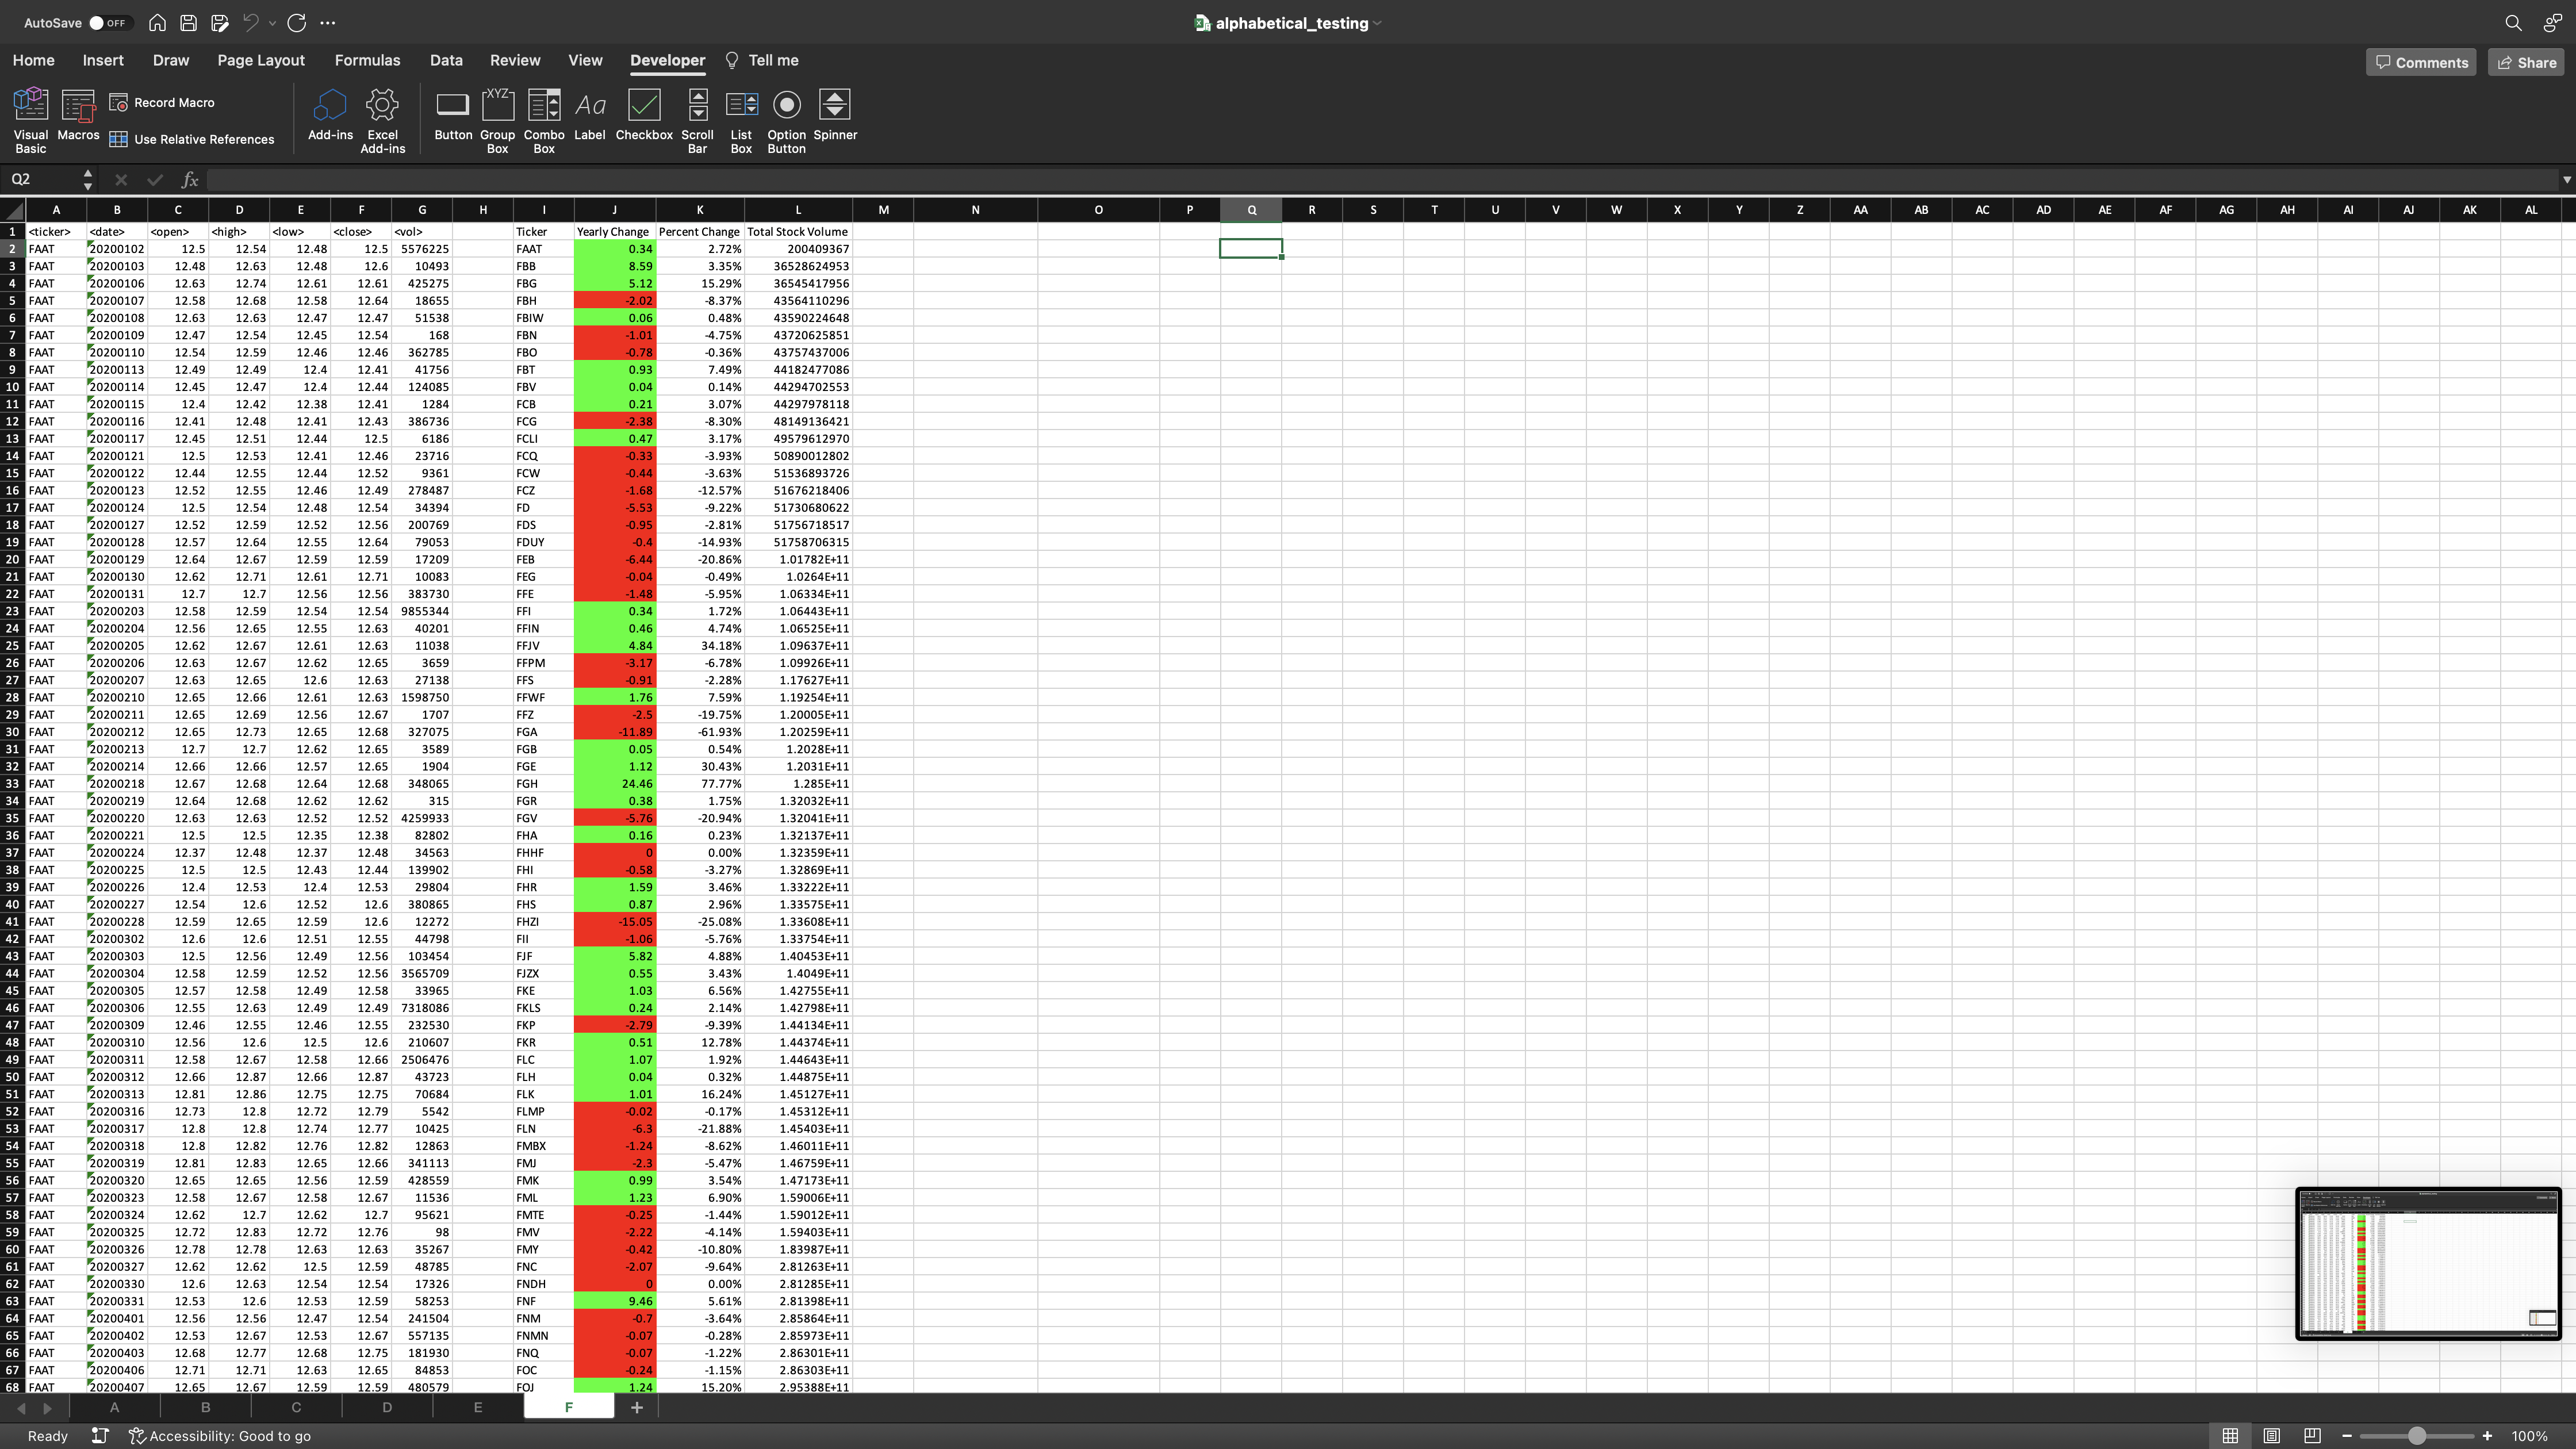 AutoSave OFF alphabetical_testing
Home Insert Draw Page Layout Formulas Data Review View Developer Tell me Comments Share
Visual Basic Macros Record Macro Use Relative References Add-ins Excel Add-ins Button XYZ Group Box Combo Box Aa Label Checkbox Scroll Bar List Box Option Button Spinner
Q2 fx
A B C D E F G H I J K L M N O P Q R S T U V W X Y Z AA AB AC AD AE AF AG AH AI AJ AK AL
1 <ticker> <date> <open> <high> <low> <close> <vol> Ticker Yearly Change Percent Change Total Stock Volume
2 FAAT 20200102 12.5 12.54 12.48 12.5 5576225 FAAT 0.34 2.72% 200409367
3 FAAT 20200103 12.48 12.63 12.48 12.6 10493 FBB 8.59 3.35% 36528624953
4 FAAT 20200106 12.63 12.74 12.61 12.61 425275 FBG 5.12 15.29% 36545417956
5 FAAT 20200107 12.58 12.68 12.58 12.64 18655 FBH -2.02 -8.37% 43564110296
6 FAAT 20200108 12.63 12.63 12.47 12.47 51538 FBIW 0.06 0.48% 43590224648
7 FAAT 20200109 12.47 12.54 12.45 12.54 168 FBN -1.01 -4.75% 43720625851
8 FAAT 20200110 12.54 12.59 12.46 12.46 362785 FBO -0.78 -0.36% 43757437006
9 FAAT 20200113 12.49 12.49 12.4 12.41 41756 FBT 0.93 7.49% 44182477086
10 FAAT 20200114 12.45 12.47 12.4 12.44 124085 FBV 0.04 0.14% 44294702553
11 FAAT 20200115 12.4 12.42 12.38 12.41 1284 FCB 0.21 3.07% 44297978118
12 FAAT 20200116 12.41 12.48 12.41 12.43 386736 FCG -2.38 -8.30% 48149136421
13 FAAT 20200117 12.45 12.51 12.44 12.5 6186 FCLI 0.47 3.17% 49579612970
14 FAAT 20200121 12.5 12.53 12.41 12.46 23716 FCQ -0.33 -3.93% 50890012802
15 FAAT 20200122 12.44 12.55 12.44 12.52 9361 FCW -0.44 -3.63% 51536893726
16 FAAT 20200123 12.52 12.55 12.46 12.49 278487 FCZ -1.68 -12.57% 51676218406
17 FAAT 20200124 12.5 12.54 12.48 12.54 34394 FD -5.53 -9.22% 51730680622
18 FAAT 20200127 12.52 12.59 12.52 12.56 200769 FDS -0.95 -2.81% 51756718517
19 FAAT 20200128 12.57 12.64 12.55 12.64 79053 FDUY -0.4 -14.93% 51758706315
20 FAAT 20200129 12.64 12.67 12.59 12.59 17209 FEB -6.44 -20.86% 1.01782E+11
21 FAAT 20200130 12.62 12.71 12.61 12.71 10083 FEG -0.04 -0.49% 1.0264E+11
22 FAAT 20200131 12.7 12.7 12.56 12.56 383730 FFE -1.48 -5.95% 1.06334E+11
23 FAAT 20200203 12.58 12.59 12.54 12.54 9855344 FFI 0.34 1.72% 1.06443E+11
24 FAAT 20200204 12.56 12.65 12.55 12.63 40201 FFIN 0.46 4.74% 1.06525E+11
25 FAAT 20200205 12.62 12.67 12.61 12.63 11038 FFJV 4.84 34.18% 1.09637E+11
26 FAAT 20200206 12.63 12.67 12.62 12.65 3659 FFPM -3.17 -6.78% 1.09926E+11
27 FAAT 20200207 12.63 12.65 12.6 12.63 27138 FFS -0.91 -2.28% 1.17627E+11
28 FAAT 20200210 12.65 12.66 12.61 12.63 1598750 FFWF 1.76 7.59% 1.19254E+11
29 FAAT 20200211 12.65 12.69 12.56 12.67 1707 FFZ -2.5 -19.75% 1.20005E+11
30 FAAT 20200212 12.65 12.73 12.65 12.68 327075 FGA -11.89 -61.93% 1.20259E+11
31 FAAT 20200213 12.7 12.7 12.62 12.65 3589 FGB 0.05 0.54% 1.2028E+11
32 FAAT 20200214 12.66 12.66 12.57 12.65 1904 FGE 1.12 30.43% 1.2031E+11
33 FAAT 20200218 12.67 12.68 12.64 12.68 348065 FGH 24.46 77.77% 1.285E+11
34 FAAT 20200219 12.64 12.68 12.62 12.62 315 FGR 0.38 1.75% 1.32032E+11
35 FAAT 20200220 12.63 12.63 12.52 12.52 4259933 FGV -5.76 -20.94% 1.32041E+11
36 FAAT 20200221 12.5 12.5 12.35 12.38 82802 FHA 0.16 0.23% 1.32137E+11
37 FAAT 20200224 12.37 12.48 12.37 12.48 34563 FHHF 0 0.00% 1.32359E+11
38 FAAT 20200225 12.5 12.5 12.43 12.44 139902 FHI -0.58 -3.27% 1.32869E+11
39 FAAT 20200226 12.4 12.53 12.4 12.53 29804 FHR 1.59 3.46% 1.33222E+11
40 FAAT 20200227 12.54 12.6 12.52 12.6 380865 FHS 0.87 2.96% 1.33575E+11
41 FAAT 20200228 12.59 12.65 12.59 12.6 12272 FHZI -15.05 -25.08% 1.33608E+11
42 FAAT 20200302 12.6 12.6 12.51 12.55 44798 FII -1.06 -5.76% 1.33754E+11
43 FAAT 20200303 12.5 12.56 12.49 12.56 103454 FJF 5.82 4.88% 1.40453E+11
44 FAAT 20200304 12.58 12.59 12.52 12.56 3565709 FJZX 0.55 3.43% 1.4049E+11
45 FAAT 20200305 12.57 12.58 12.49 12.58 33965 FKE 1.03 6.56% 1.42755E+11
46 FAAT 20200306 12.55 12.63 12.49 12.49 7318086 FKLS 0.24 2.14% 1.42798E+11
47 FAAT 20200309 12.46 12.55 12.46 12.55 232530 FKP -2.79 -9.39% 1.44134E+11
48 FAAT 20200310 12.56 12.6 12.5 12.6 210607 FKR 0.51 12.78% 1.44374E+11
49 FAAT 20200311 12.58 12.67 12.58 12.66 2506476 FLC 1.07 1.92% 1.44643E+11
50 FAAT 20200312 12.66 12.87 12.66 12.87 43723 FLH 0.04 0.32% 1.44875E+11
51 FAAT 20200313 12.81 12.86 12.75 12.75 70684 FLK 1.01 16.24% 1.45127E+11
52 FAAT 20200316 12.73 12.8 12.72 12.79 5542 FLMP -0.02 -0.17% 1.45312E+11
53 FAAT 20200317 12.8 12.8 12.74 12.77 10425 FLN -6.3 -21.88% 1.45403E+11
54 FAAT 20200318 12.8 12.82 12.76 12.82 12863 FMBX -1.24 -8.62% 1.46011E+11
55 FAAT 20200319 12.81 12.83 12.65 12.66 341113 FMJ -2.3 -5.47% 1.46759E+11
56 FAAT 20200320 12.65 12.65 12.56 12.59 428559 FMK 0.99 3.54% 1.47173E+11
57 FAAT 20200323 12.58 12.67 12.58 12.67 11536 FML 1.23 6.90% 1.59006E+11
58 FAAT 20200324 12.62 12.7 12.62 12.7 95621 FMTE -0.25 -1.44% 1.59012E+11
59 FAAT 20200325 12.72 12.83 12.72 12.76 98 FMV -2.22 -4.14% 1.59403E+11
60 FAAT 20200326 12.78 12.78 12.63 12.63 35267 FMY -0.42 -10.80% 1.83987E+11
61 FAAT 20200327 12.62 12.62 12.5 12.59 48785 FNC -2.07 -9.64% 2.81263E+11
62 FAAT 20200330 12.6 12.63 12.54 12.54 17326 FNDH 0 0.00% 2.81285E+11
63 FAAT 20200331 12.53 12.6 12.53 12.59 58253 FNF 9.46 5.61% 2.81398E+11
64 FAAT 20200401 12.56 12.56 12.47 12.54 241504 FNM -0.7 -3.64% 2.85864E+11
65 FAAT 20200402 12.53 12.67 12.53 12.67 557135 FNMN -0.07 -0.28% 2.85973E+11
66 FAAT 20200403 12.68 12.77 12.68 12.75 181930 FNQ -0.07 -1.22% 2.86301E+11
67 FAAT 20200406 12.71 12.71 12.63 12.65 84853 FOC -0.24 -1.15% 2.86303E+11
68 FAAT 20200407 12.65 12.67 12.59 12.59 480579 FOJ 1.24 15.20% 2.95388E+11
A B C D E F +
Ready Accessibility: Good to go 100%